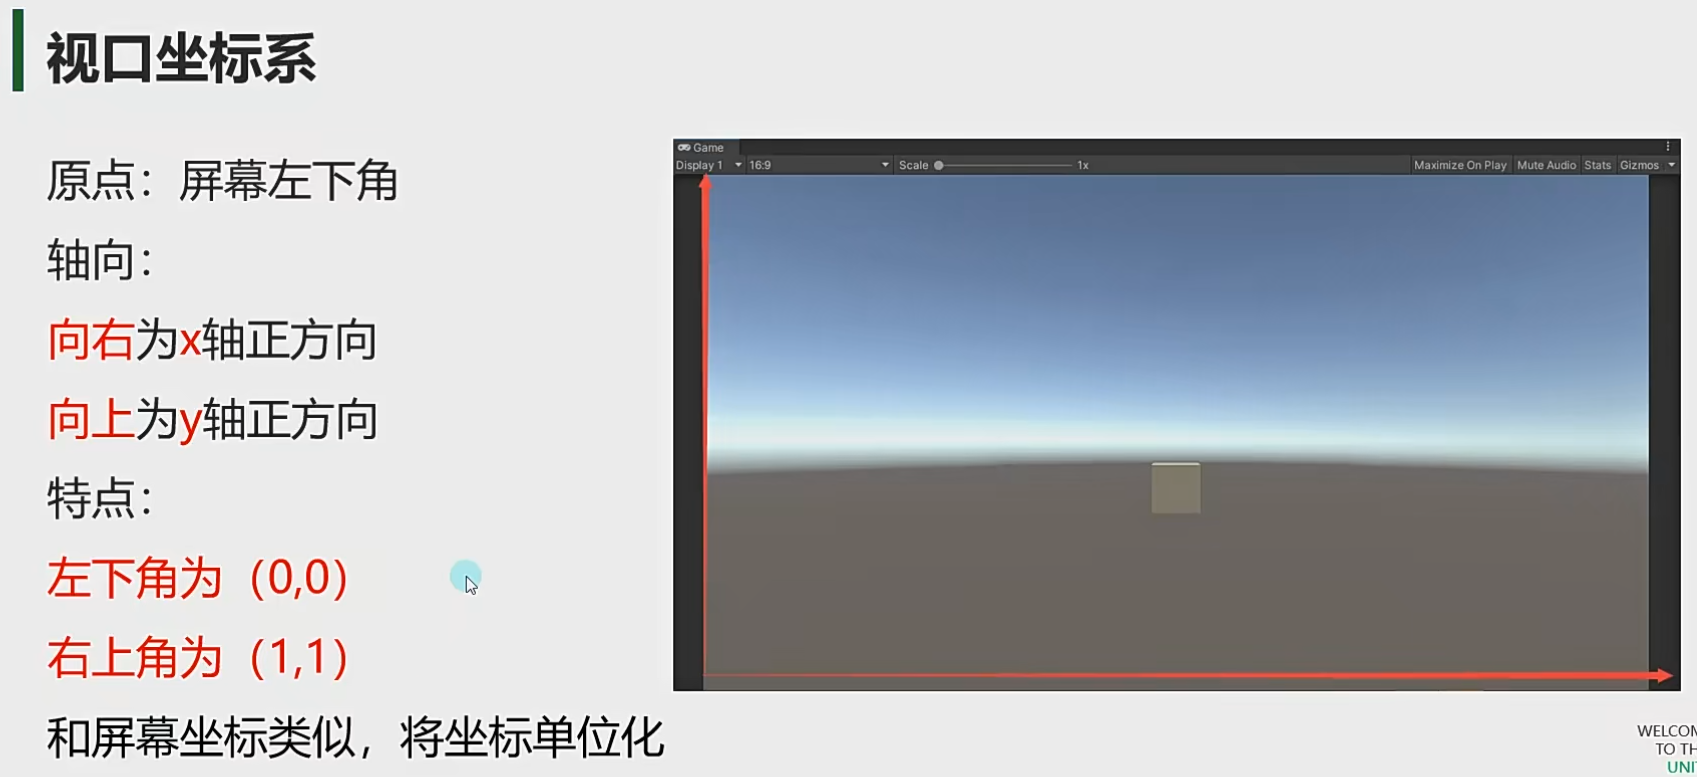 视口坐标系
原点：屏幕左下角
轴向：
向右为x轴正方向
向上为y轴正方向
特点：
左下角为（0,0）
右上角为（1,1）
和屏幕坐标类似，将坐标单位化
Game
Display 1 16:9 Scale 1x Maximize On Play Mute Audio Stats Gizmos
WELCOM
TO TH
UNI